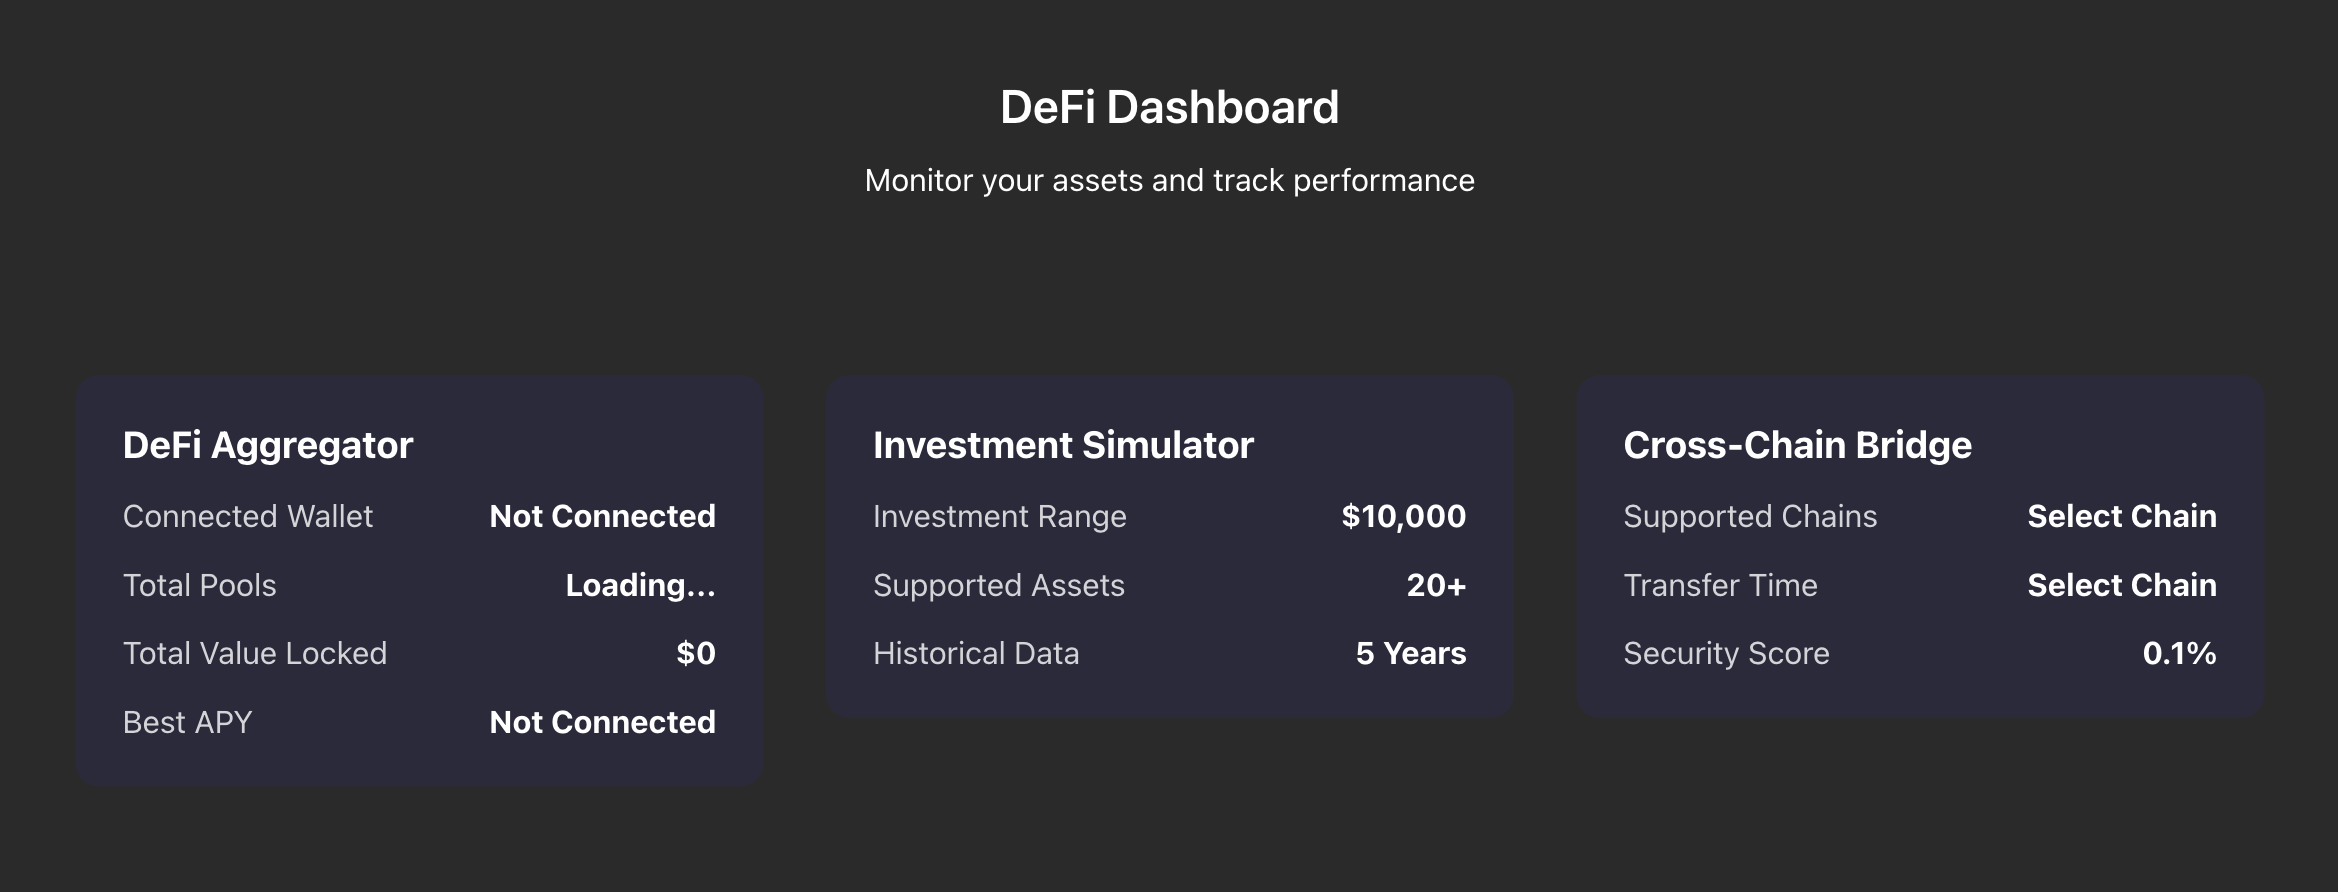 DeFi Dashboard
Monitor your assets and track performance
DeFi Aggregator
Connected Wallet Not Connected
Total Pools Loading...
Total Value Locked $0
Best APY Not Connected
Investment Simulator
Investment Range $10,000
Supported Assets 20+
Historical Data 5 Years
Cross-Chain Bridge
Supported Chains Select Chain
Transfer Time Select Chain
Security Score 0.1%